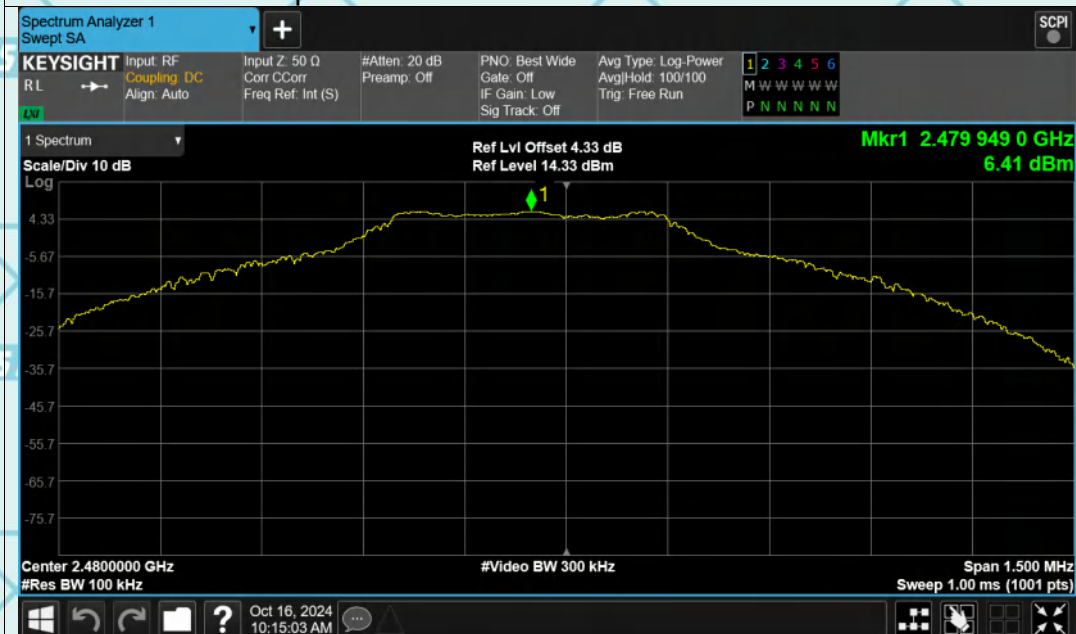 Spectrum Analyzer 1
Swept SA
+
SCPI
KEYSIGHT
R L
LXI
Input: RF
Coupling: DC
Align: Auto
Input Z: 50 Ω
Corr CCorr
Freq Ref: Int (S)
#Atten: 20 dB
Preamp: Off
PNO: Best Wide
Gate: Off
IF Gain: Low
Sig Track: Off
Avg Type: Log-Power
Avg|Hold: 100/100
Trig: Free Run
1 2 3 4 5 6
M W W W W W
P N N N N N
1 Spectrum
Scale/Div 10 dB
Log
Ref Lvl Offset 4.33 dB
Ref Level 14.33 dBm
Mkr1 2.479 949 0 GHz
6.41 dBm
1
4.33
-5.67
-15.7
-25.7
-35.7
-45.7
-55.7
-65.7
-75.7
Center 2.4800000 GHz
#Res BW 100 kHz
#Video BW 300 kHz
Span 1.500 MHz
Sweep 1.00 ms (1001 pts)
?
Oct 16, 2024
10:15:03 AM